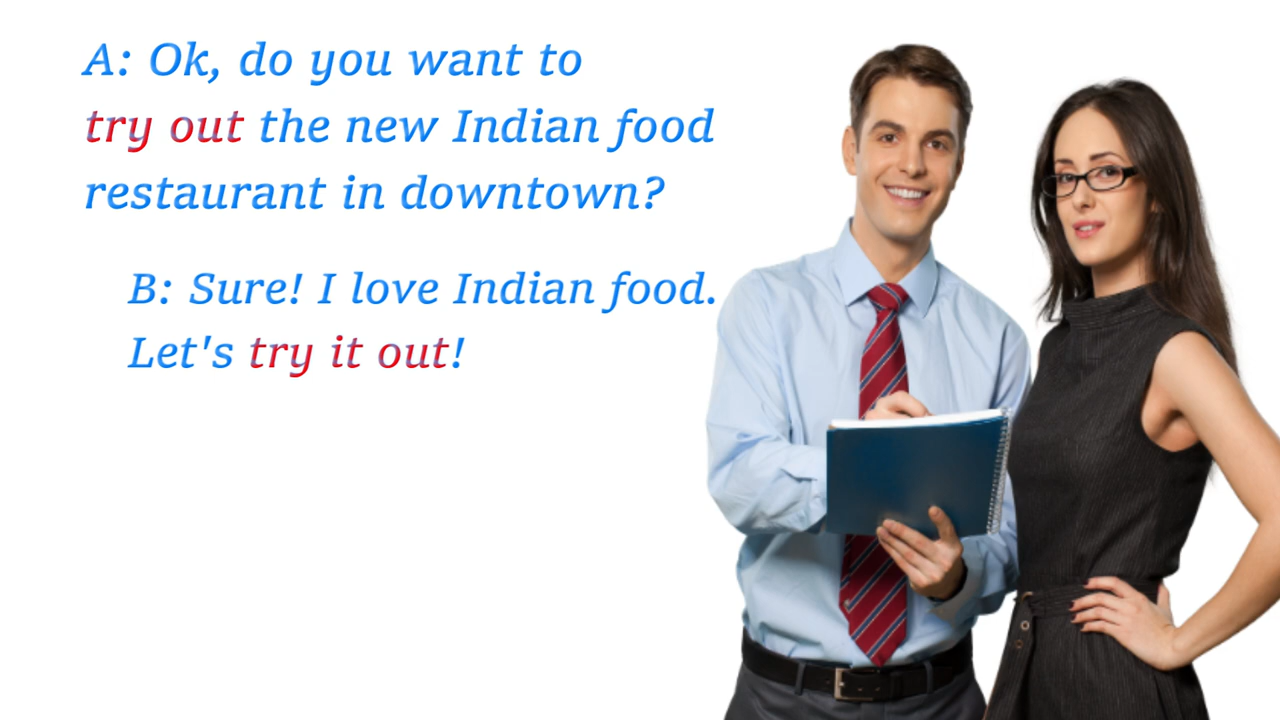 A: Ok, do you want to
try out the new Indian food
restaurant in downtown?
B: Sure! I love Indian food.
Let's try it out!